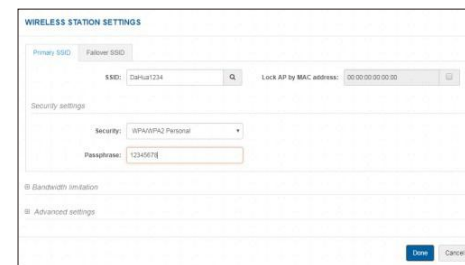 WIRELESS STATION SETTINGS
Primary SSID Failover SSID
SSID: DaHua1234 Lock AP by MAC address: 00:00:00:00:00:00
Security settings
Security: WPA/WPA2 Personal
Passphrase: 12345678
Bandwidth limitation
Advanced settings
Done Cancel